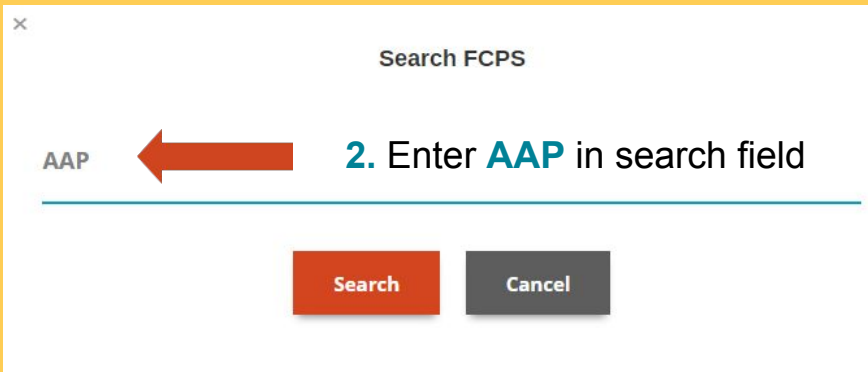 ×
Search FCPS
AAP
2. Enter AAP in search field
Search
Cancel